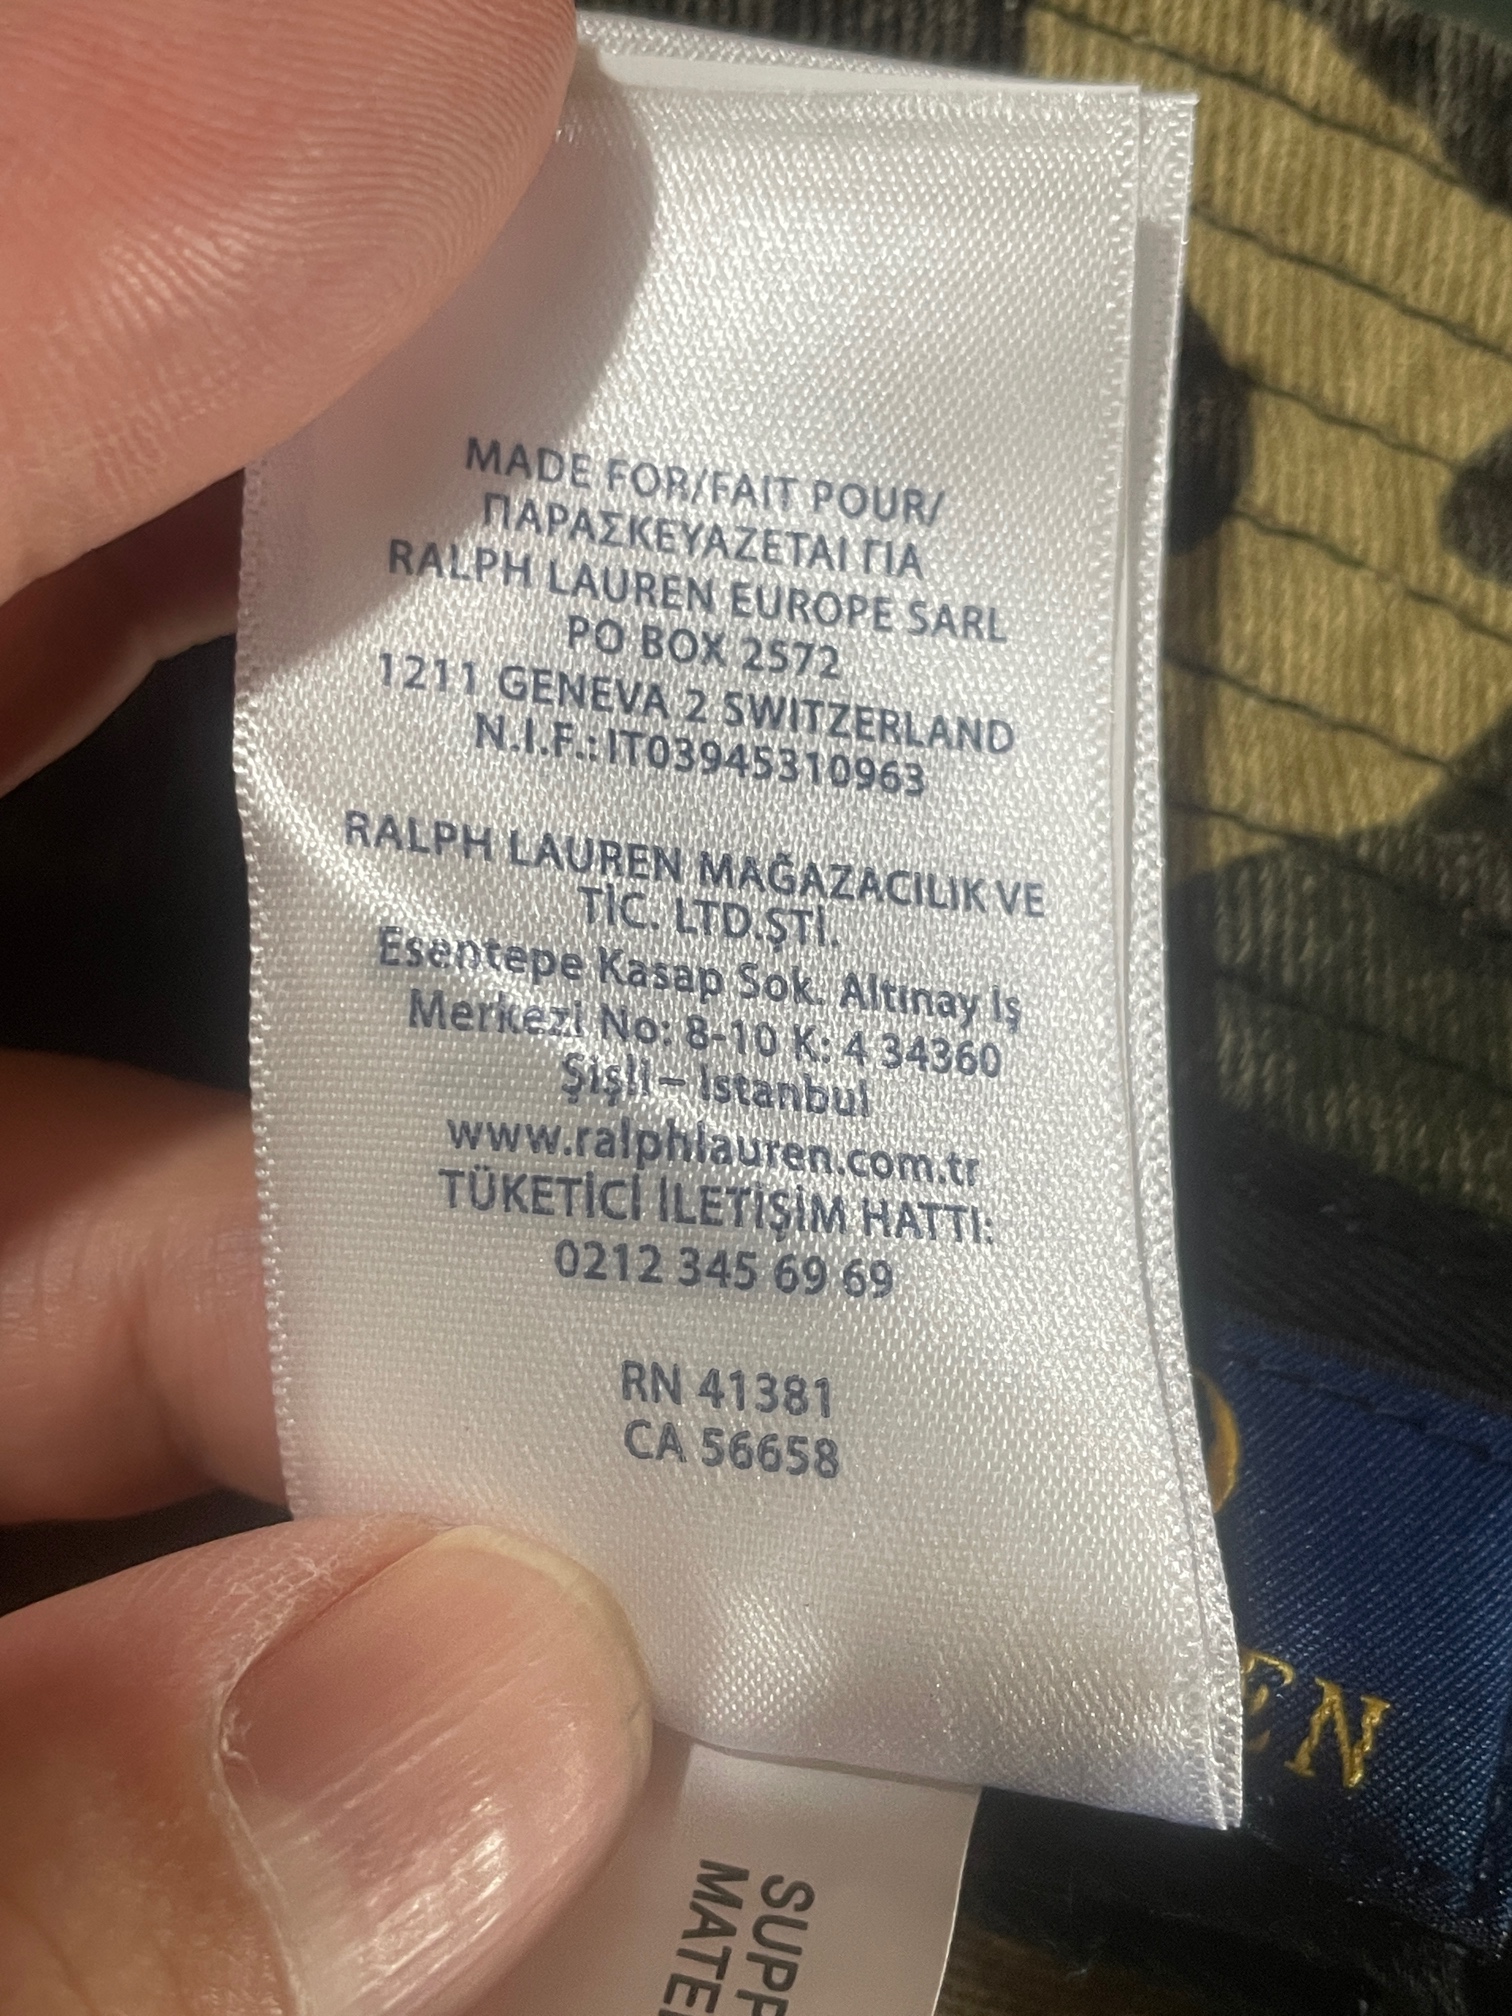 MADE FOR/FAIT POUR/
ΠΑΡΑΣΚΕΥΑΖΕΤΑΙ ΓΙΑ
RALPH LAUREN EUROPE SARL
PO BOX 2572
1211 GENEVA 2 SWITZERLAND
N.I.F.:IT03945310963
RALPH LAUREN MAĞAZACILIK VE
TİC. LTD.ŞTİ.
Esentepe Kasap Sok. Altınay İş
Merkezi No: 8-10 K: 4 34360
Şişli – Istanbul
www.ralphlauren.com.tr
TÜKETİCİ İLETİŞİM HATTI:
0212 345 69 69
RN 41381
CA 56658